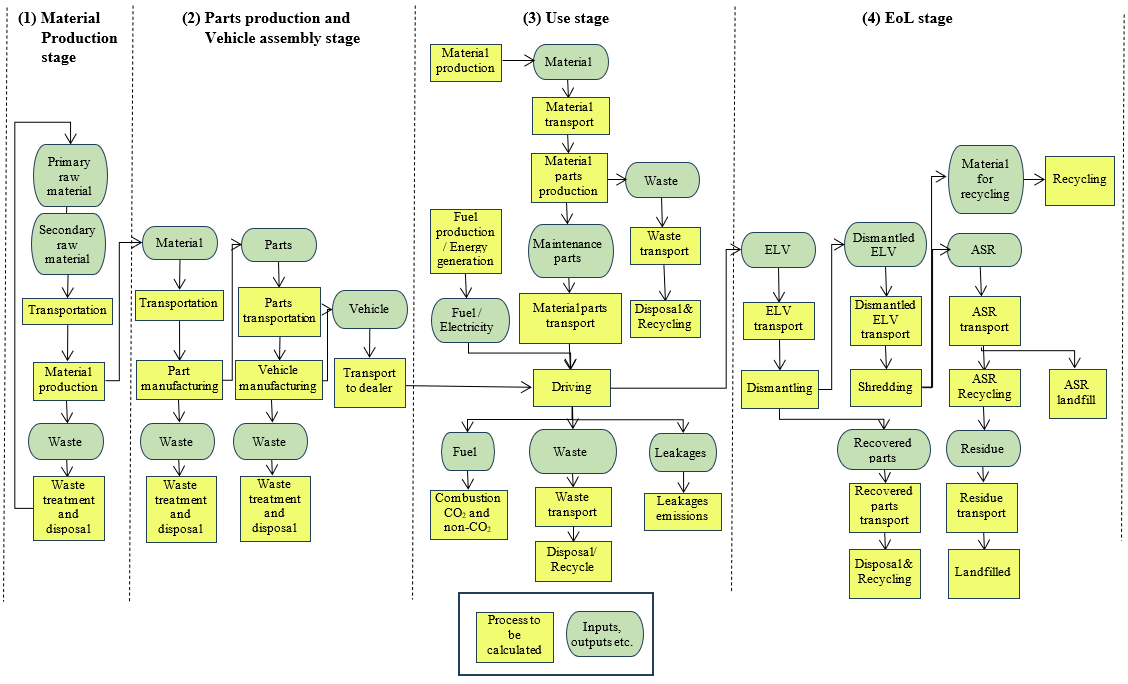 (1) Material
Production
stage
(2) Parts production and
Vehicle assembly stage
(3) Use stage
(4) EoL stage
Primary
raw
material
Secondary
raw
material
Transportation
Material
production
Waste
Waste
treatment
and
disposal
Material
Transportation
Part
manufacturing
Waste
Waste
treatment
and
disposal
Parts
Parts
transportation
Vehicle
manufacturing
Waste
Waste
treatment
and
disposal
Vehicle
Transport
to dealer
Material
production
Material
Material
transport
Material
parts
production
Waste
Waste
transport
Disposal &
Recycling
Maintenance
parts
Material parts
transport
Fuel
production
/ Energy
generation
Fuel /
Electricity
Driving
Fuel
Combustion
CO₂ and
non-CO₂
Waste
Waste
transport
Disposal/
Recycle
Leakages
Leakages
emissions
ELV
ELV
transport
Dismantling
Dismantled
ELV
Dismantled
ELV
transport
Shredding
Recovered
parts
Recovered
parts
transport
Disposal &
Recycling
Material
for
recycling
Recycling
ASR
ASR
transport
ASR
Recycling
ASR
landfill
Residue
Residue
transport
Landfilled
Process to
be
calculated
Inputs,
outputs etc.